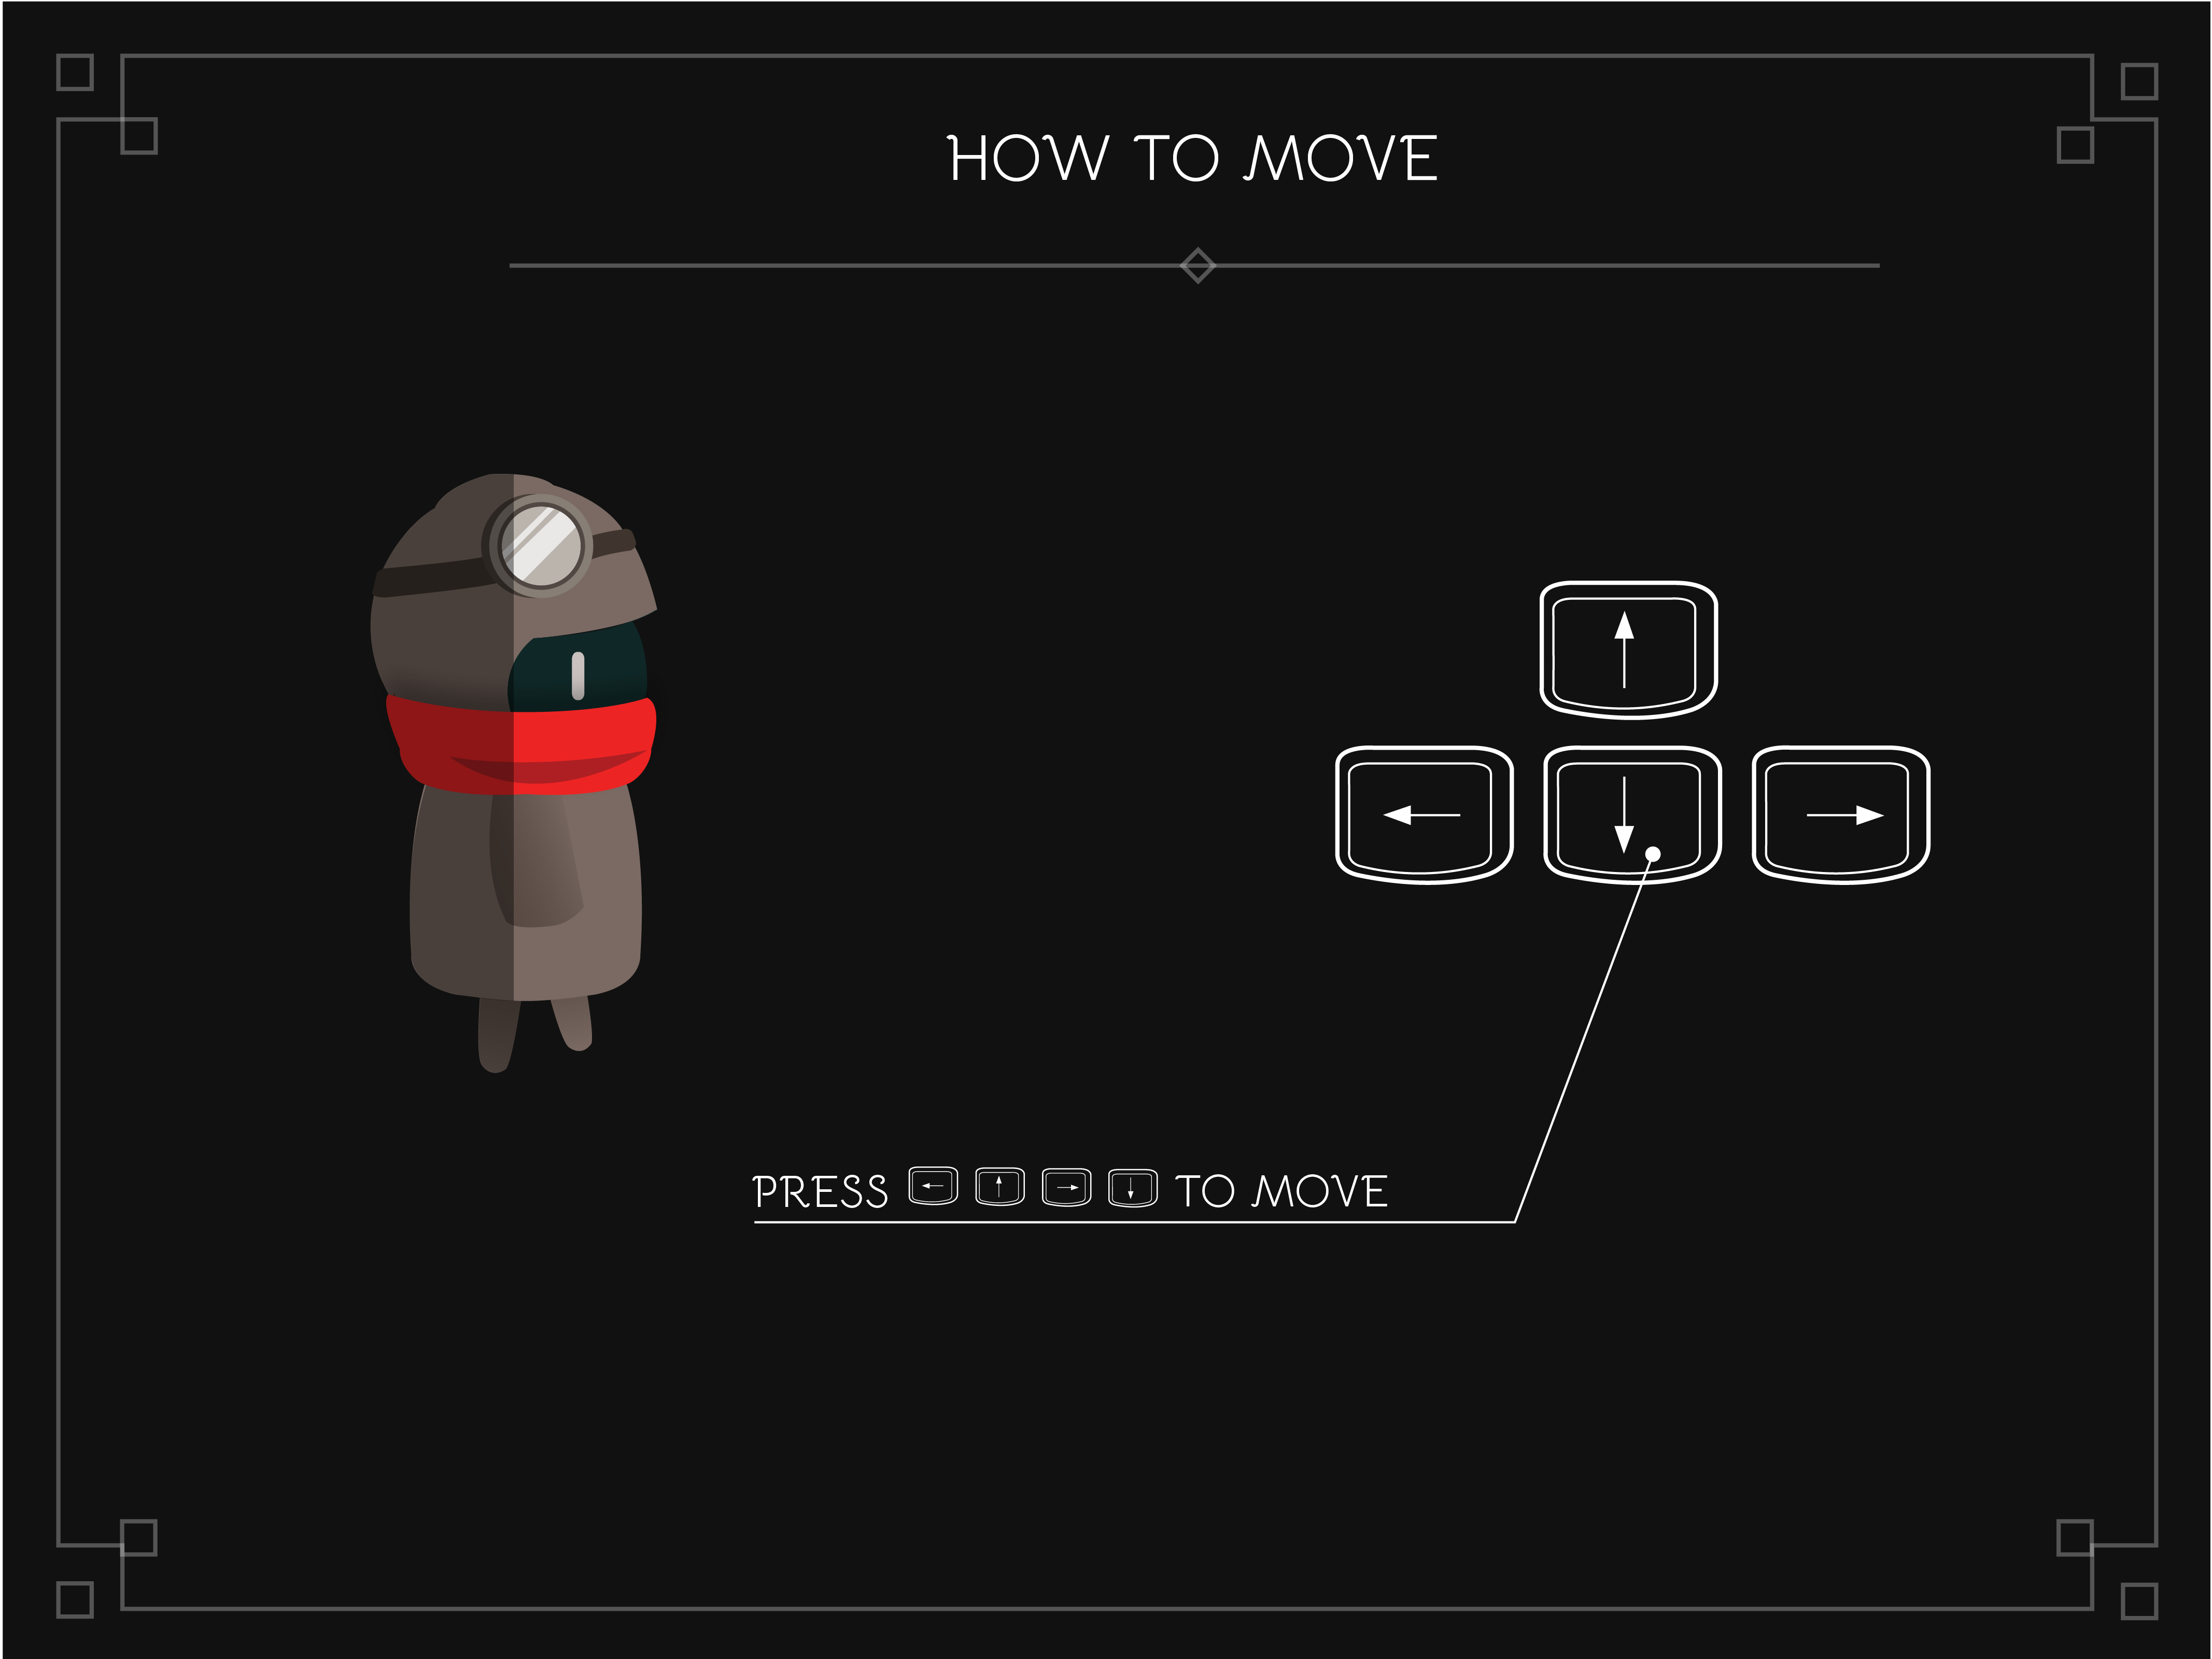 HOW TO MOVE
PRESS ← ↑ → ↓ TO MOVE